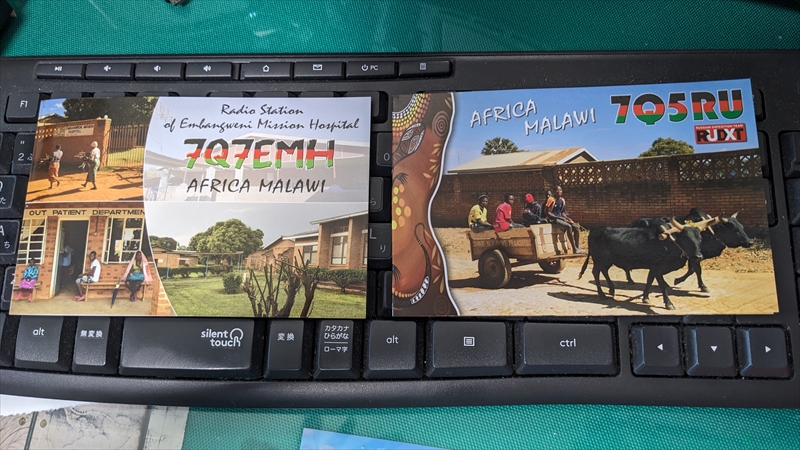 Radio Station
of Embangweni Mission Hospital
7Q7EMH
AFRICA MALAWI
OUT PATIENT DEPARTMENT
AFRICA
MALAWI
7Q5RU
F1
PC
alt
無変換
silent
touch
変換
カタカナ
ひらがな
ローマ字
alt
ctrl